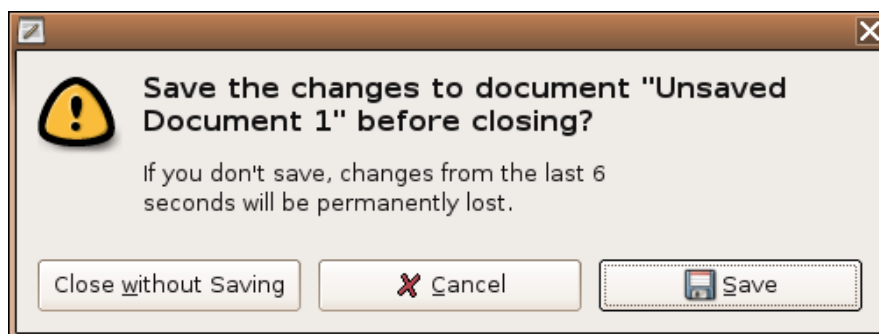 Save the changes to document "Unsaved
Document 1" before closing?
If you don't save, changes from the last 6
seconds will be permanently lost.
Close without Saving
Cancel
Save